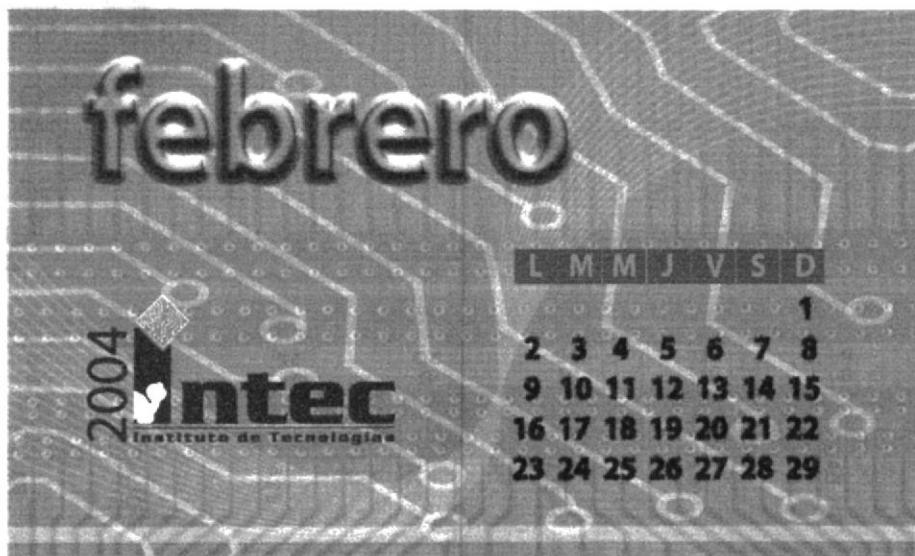 febrero
2004
Intec
Instituto de Tecnologías
L M M J V S D
1
2 3 4 5 6 7 8
9 10 11 12 13 14 15
16 17 18 19 20 21 22
23 24 25 26 27 28 29